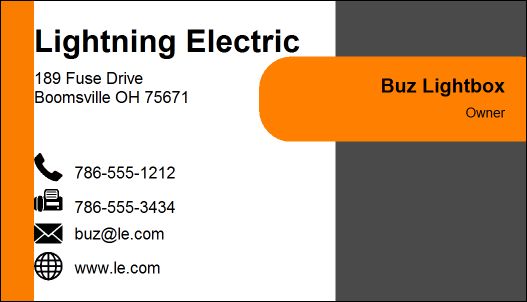 Lightning Electric
189 Fuse Drive
Boomsville OH 75671
Buz Lightbox
Owner
786-555-1212
786-555-3434
buz@le.com
www.le.com